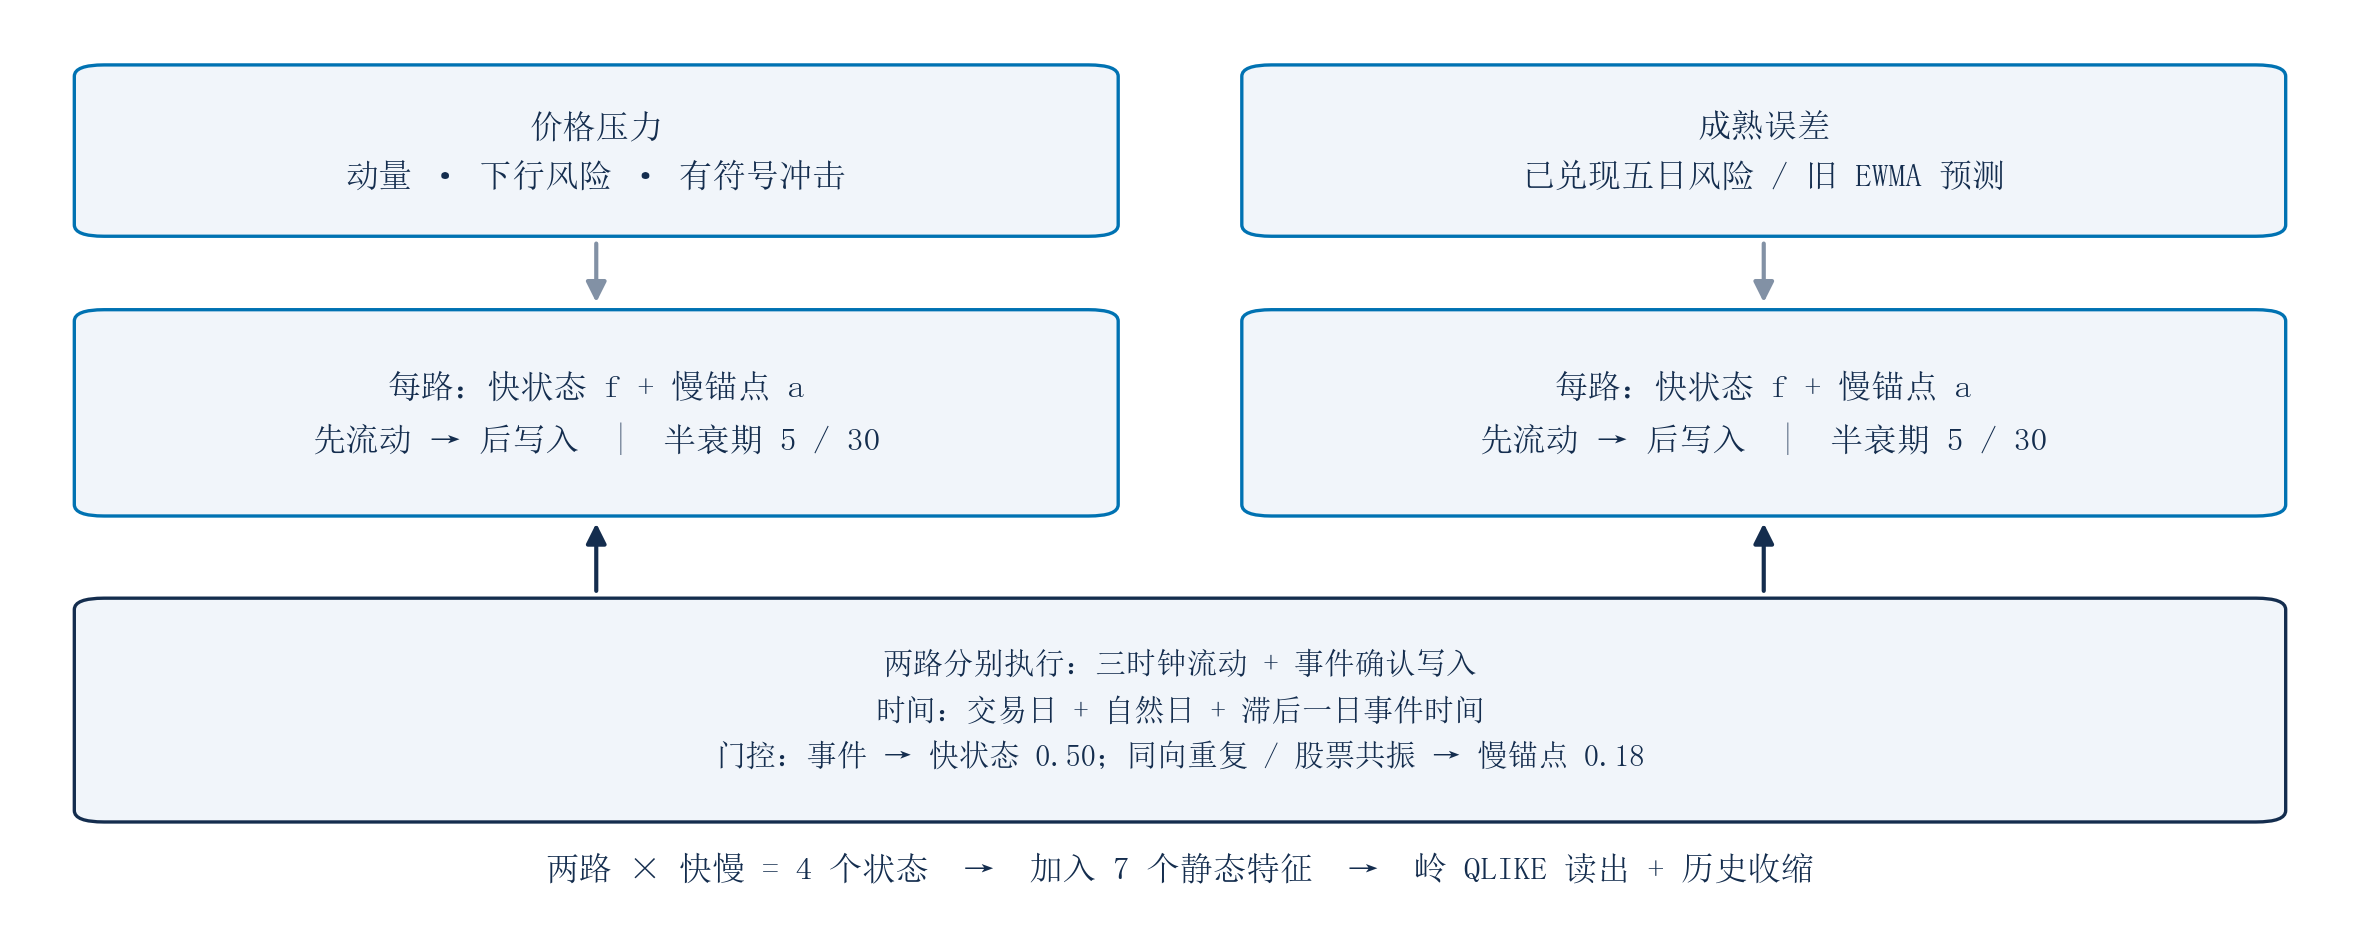 价格压力
动量 • 下行风险 • 有符号冲击
成熟误差
已兑现五日风险 / 旧 EWMA 预测
每路：快状态 f + 慢锚点 a
先流动 → 后写入 | 半衰期 5 / 30
每路：快状态 f + 慢锚点 a
先流动 → 后写入 | 半衰期 5 / 30
两路分别执行：三时钟流动 + 事件确认写入
时间：交易日 + 自然日 + 滞后一日事件时间
门控：事件 → 快状态 0.50；同向重复 / 股票共振 → 慢锚点 0.18
两路 × 快慢 = 4 个状态 → 加入 7 个静态特征 → 岭 QLIKE 读出 + 历史收缩